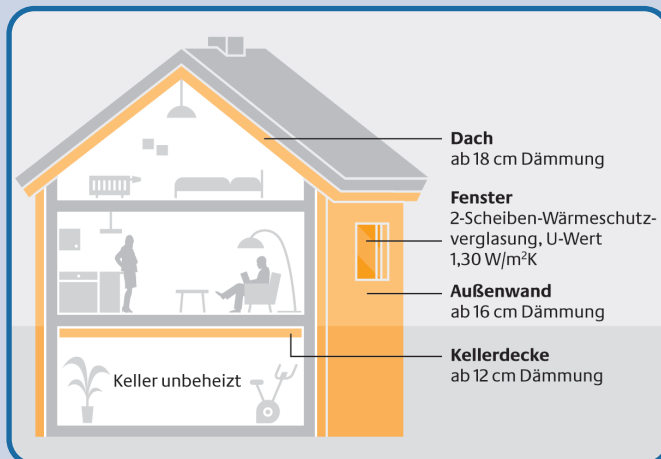 Dach
ab 18 cm Dämmung
Fenster
2-Scheiben-Wärmeschutz-
verglasung, U-Wert
1,30 W/m²K
Außenwand
ab 16 cm Dämmung
Kellerdecke
ab 12 cm Dämmung
Keller unbeheizt